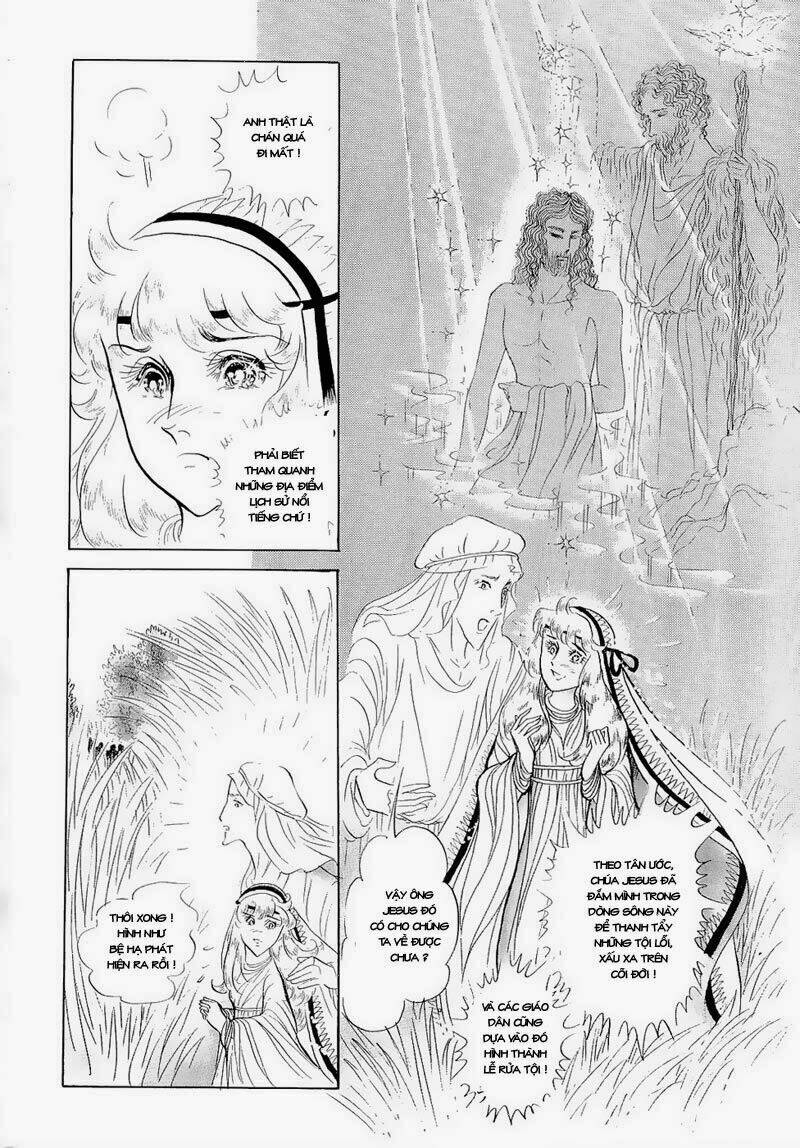 THEO TÂN ƯỚC,
CHÚA JESUS ĐÃ
ĐẮM MÌNH TRONG
DÒNG SÔNG NÀY
ĐỂ THANH TẨY
NHỮNG TỘI LỖI,
XẤU XA TRÊN
CÕI ĐỜI !
VÀ CÁC GIÁO
DÂN CŨNG
DỰA VÀO ĐÓ
HÌNH THÀNH
LỄ RỬA TỘI !
VẬY ÔNG
JESUS ĐÓ
CÓ CHO CHÚNG
TA VỀ ĐƯỢC
CHƯA ?
ANH THẬT LÀ
CHÁN QUÁ
ĐI MẤT !
PHẢI BIẾT
THAM QUANH
NHỮNG ĐỊA ĐIỂM
LỊCH SỬ NỔI
TIẾNG CHỨ !
THÔI XONG !
HÌNH NHƯ
BỆ HẠ PHÁT
HIỆN RA RỒI !